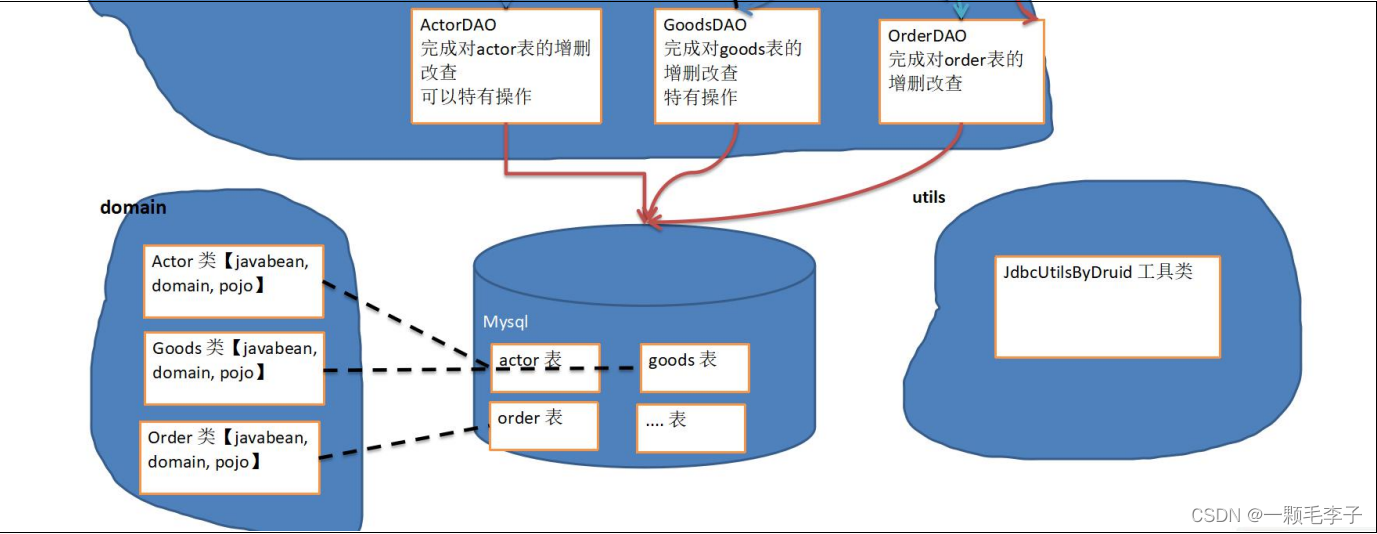 ActorDAO
完成对actor表的增删
改查
可以特有操作
GoodsDAO
完成对goods表的
增删改查
特有操作
OrderDAO
完成对order表的
增删改查
domain
utils
Actor 类【javabean,
domain, pojo】
Goods 类【javabean,
domain, pojo】
Order 类【javabean,
domain, pojo】
Mysql
actor 表
goods 表
order 表
.... 表
JdbcUtilsByDruid 工具类
CSDN @一颗毛李子